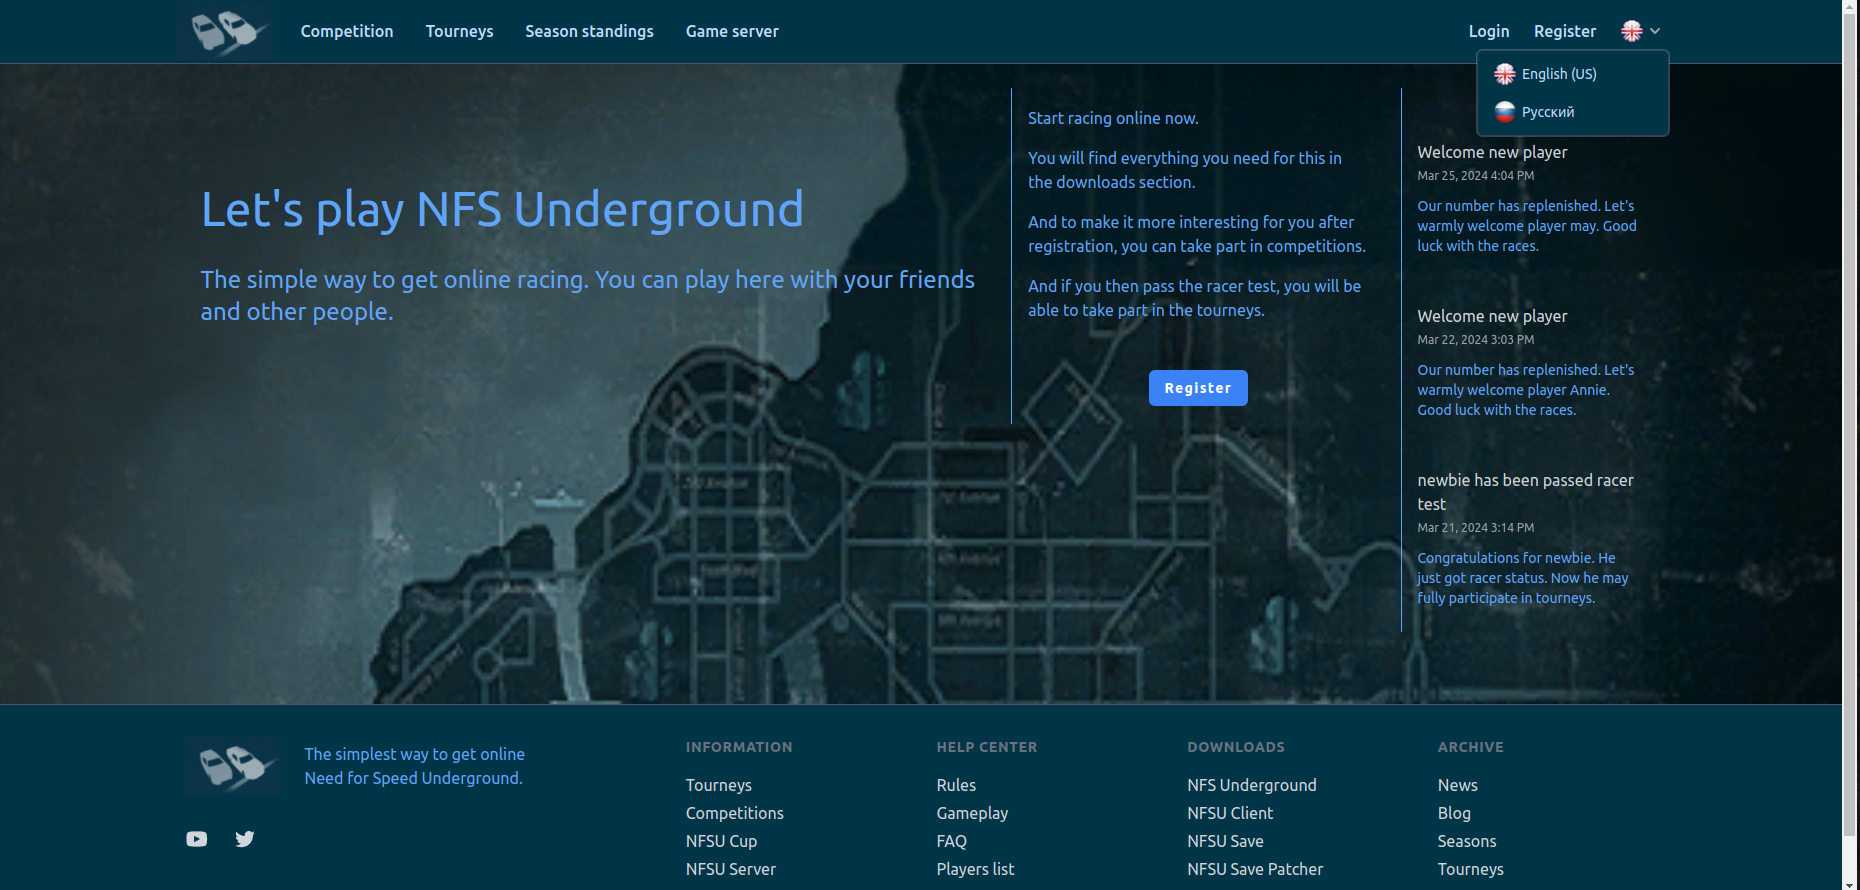 Competition
Tourneys
Season standings
Game server
Login
Register
English (US)
Русский
Let's play NFS Underground
The simple way to get online racing. You can play here with your friends
and other people.
Start racing online now.
You will find everything you need for this in
the downloads section.
And to make it more interesting for you after
registration, you can take part in competitions.
And if you then pass the racer test, you will be
able to take part in the tourneys.
Register
Welcome new player
Mar 25, 2024 4:04 PM
Our number has replenished. Let's
warmly welcome player may. Good
luck with the races.
Welcome new player
Mar 22, 2024 3:03 PM
Our number has replenished. Let's
warmly welcome player Annie.
Good luck with the races.
newbie has been passed racer
test
Mar 21, 2024 3:14 PM
Congratulations for newbie. He
just got racer status. Now he may
fully participate in tourneys.
The simplest way to get online
Need for Speed Underground.
INFORMATION
Tourneys
Competitions
NFSU Cup
NFSU Server
HELP CENTER
Rules
Gameplay
FAQ
Players list
DOWNLOADS
NFS Underground
NFSU Client
NFSU Save
NFSU Save Patcher
ARCHIVE
News
Blog
Seasons
Tourneys